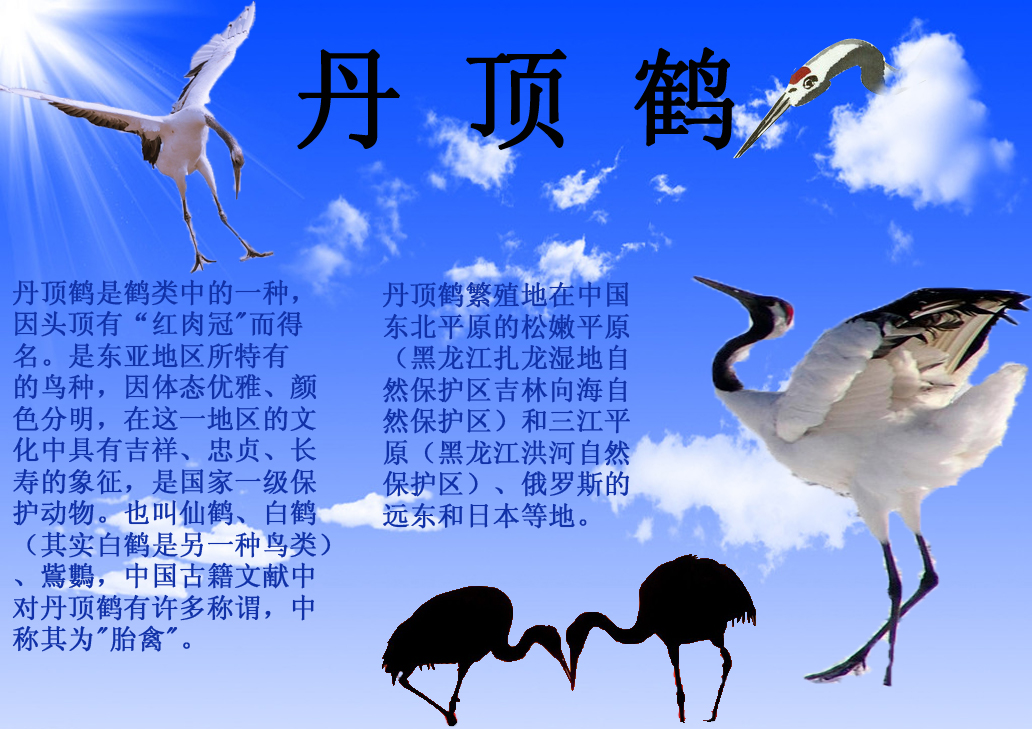 丹顶鹤
丹顶鹤是鹤类中的一种，
因头顶有“红肉冠"而得
名。是东亚地区所特有
的鸟种，因体态优雅、颜
色分明，在这一地区的文
化中具有吉祥、忠贞、长
寿的象征，是国家一级保
护动物。也叫仙鹤、白鹤
（其实白鹤是另一种鸟类）
、鴜鷜，中国古籍文献中
对丹顶鹤有许多称谓，中
称其为"胎禽"。
丹顶鹤繁殖地在中国
东北平原的松嫩平原
（黑龙江扎龙湿地自
然保护区吉林向海自
然保护区）和三江平
原（黑龙江洪河自然
保护区）、俄罗斯的
远东和日本等地。